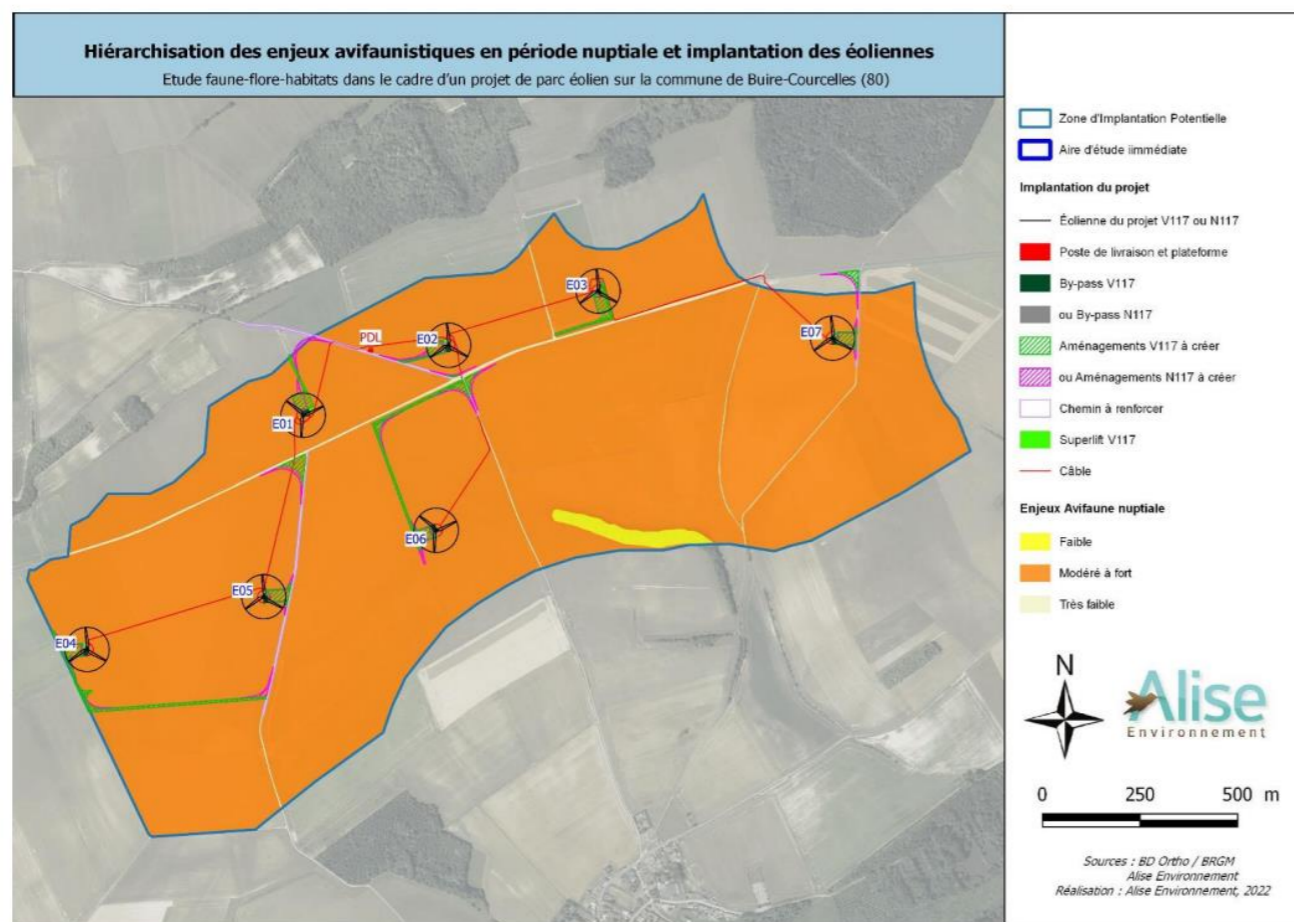 Hiérarchisation des enjeux avifaunistiques en période nuptiale et implantation des éoliennes
Etude faune-flore-habitats dans le cadre d'un projet de parc éolien sur la commune de Buire-Courcelles (80)
E03
E07
PDL
E02
E01
E06
E05
E04
Zone d'Implantation Potentielle
Aire d'étude iimmédiate
Implantation du projet
Éolienne du projet V117 ou N117
Poste de livraison et plateforme
By-pass V117
ou By-pass N117
Aménagements V117 à créer
ou Aménagements N117 à créer
Chemin à renforcer
Superlift V117
Câble
Enjeux Avifaune nuptiale
Faible
Modéré à fort
Très faible
N
Alise
Environnement
0 250 500 m
Sources : BD Ortho / BRGM
Alise Environnement
Réalisation : Alise Environnement, 2022